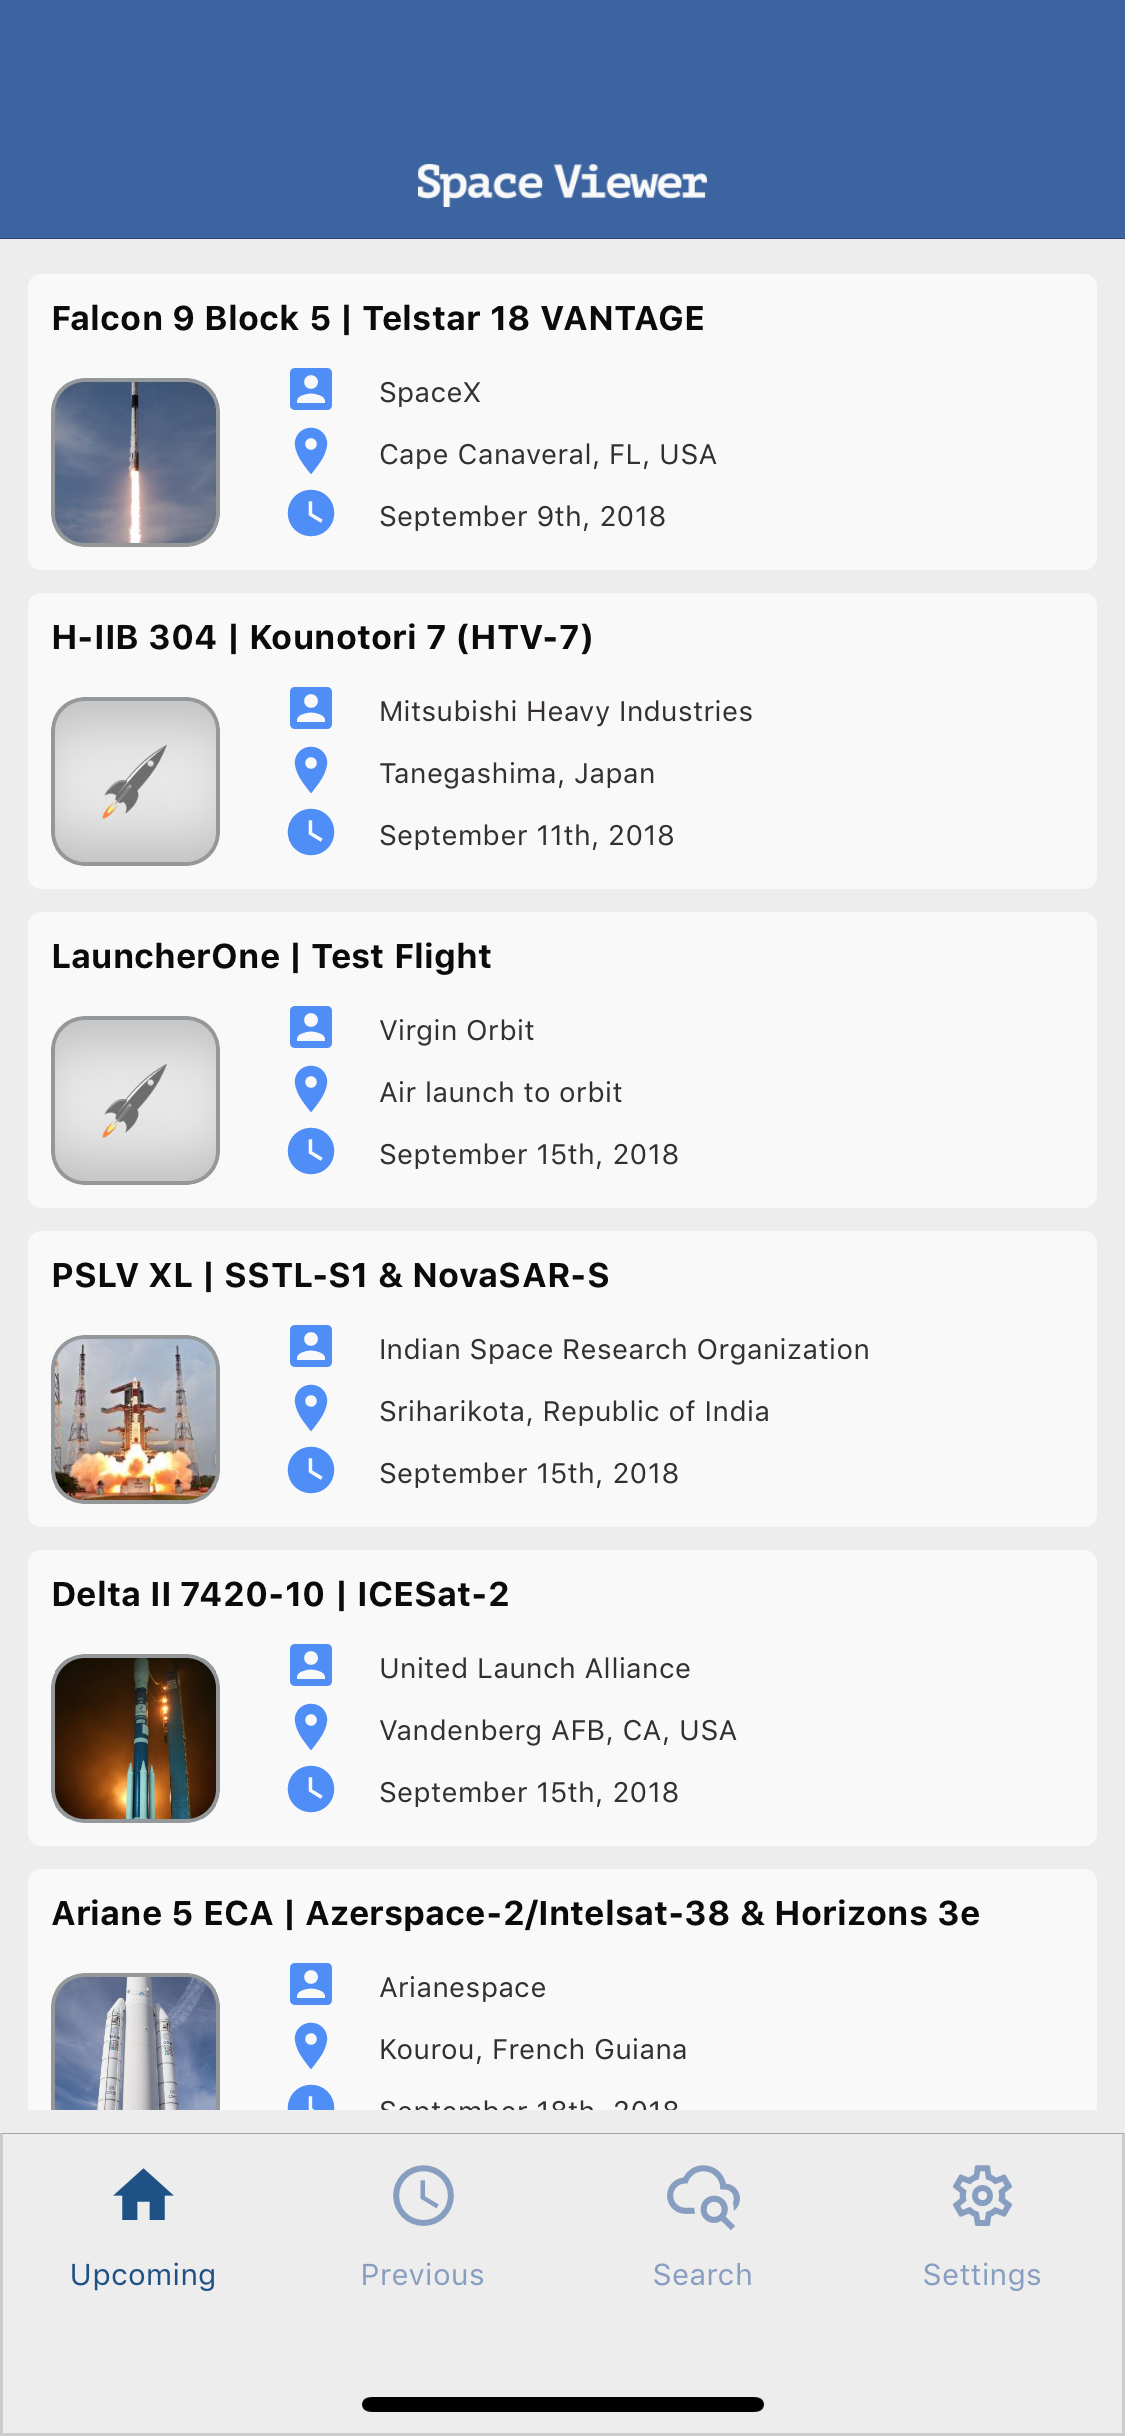 Space Viewer
Falcon 9 Block 5 | Telstar 18 VANTAGE
SpaceX
Cape Canaveral, FL, USA
September 9th, 2018
H-IIB 304 | Kounotori 7 (HTV-7)
Mitsubishi Heavy Industries
Tanegashima, Japan
September 11th, 2018
LauncherOne | Test Flight
Virgin Orbit
Air launch to orbit
September 15th, 2018
PSLV XL | SSTL-S1 & NovaSAR-S
Indian Space Research Organization
Sriharikota, Republic of India
September 15th, 2018
Delta II 7420-10 | ICESat-2
United Launch Alliance
Vandenberg AFB, CA, USA
September 15th, 2018
Ariane 5 ECA | Azerspace-2/Intelsat-38 & Horizons 3e
Arianespace
Kourou, French Guiana
September 18th, 2018
Upcoming
Previous
Search
Settings